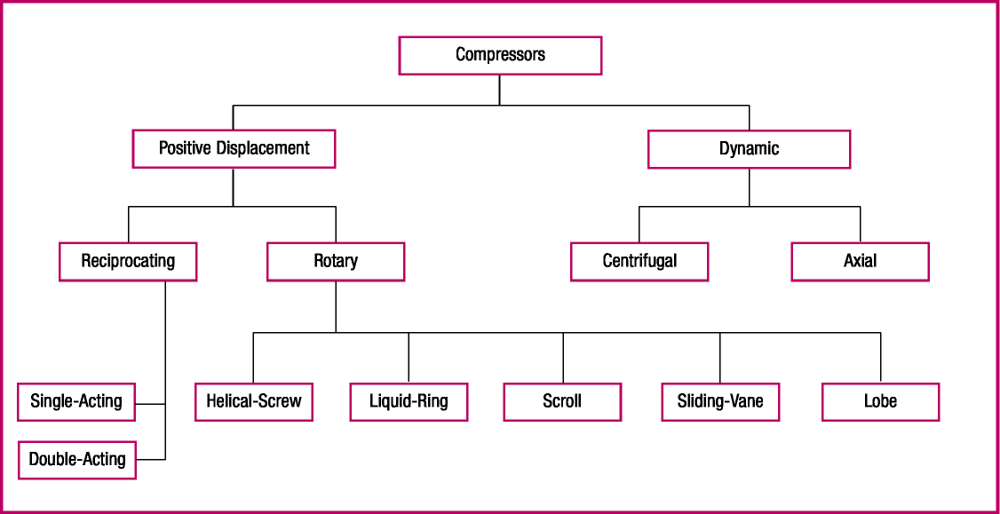 Compressors
Positive Displacement
Dynamic
Reciprocating
Rotary
Centrifugal
Axial
Single-Acting
Helical-Screw
Liquid-Ring
Scroll
Sliding-Vane
Lobe
Double-Acting